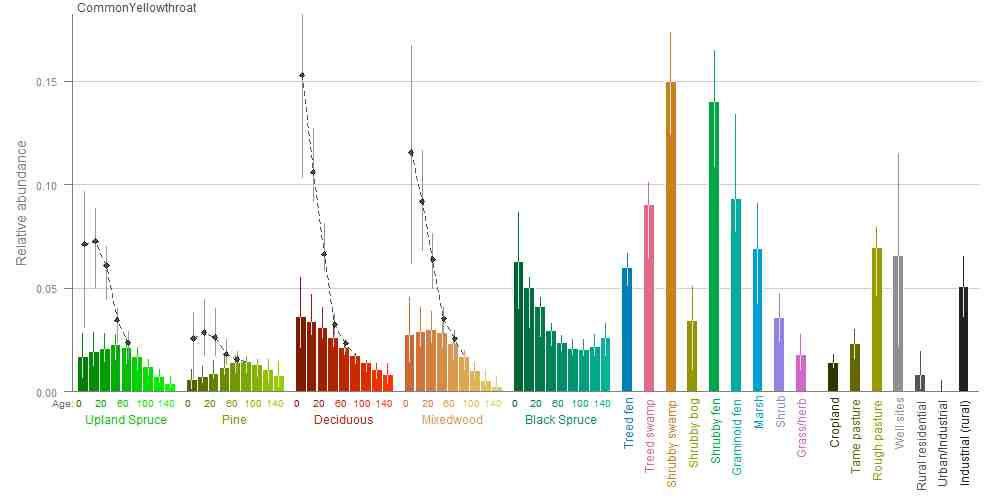 CommonYellowthroat
Relative abundance
0.15
0.10
0.05
0.00
Age: 0 20 60 100 140 0 20 60 100 140 0 20 60 100 140 0 20 60 100 140 0 20 60 100 140
Upland Spruce Pine Deciduous Mixedwood Black Spruce
Treed fen
Treed swamp
Shrubby swamp
Shrubby bog
Shrubby fen
Graminoid fen
Marsh
Shrub
Grass/herb
Cropland
Tame pasture
Rough pasture
Well sites
Rural residential
Urban/Industrial
Industrial (rural)